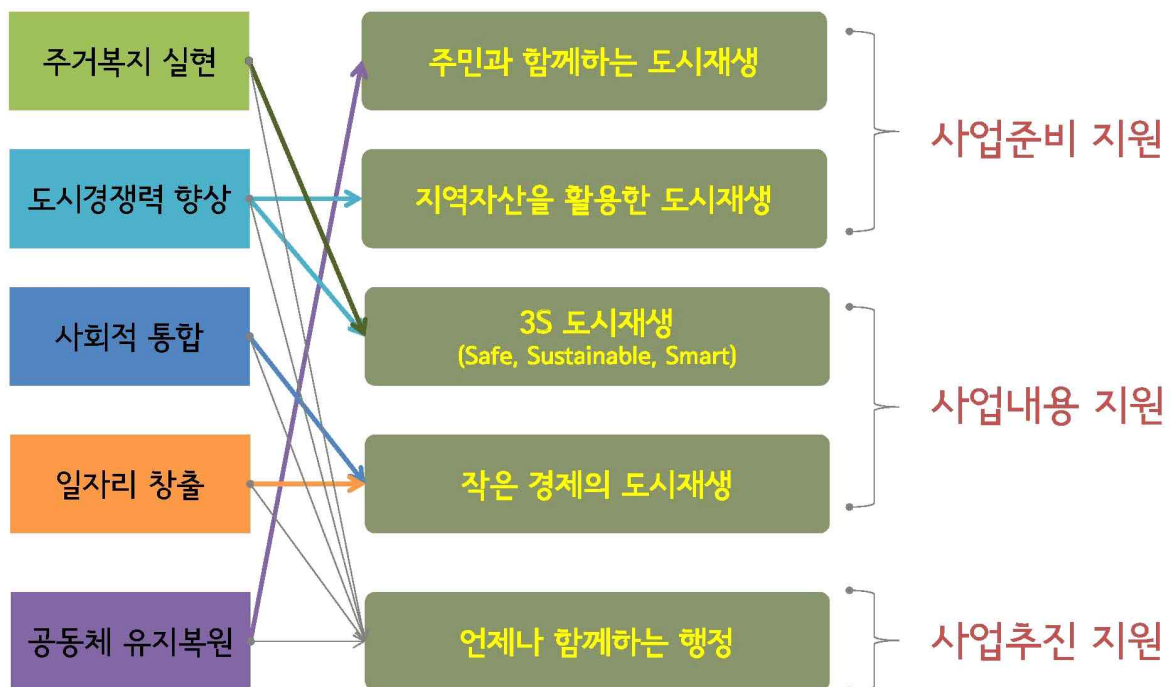 주거복지 실현
도시경쟁력 향상
사회적 통합
일자리 창출
공동체 유지복원
주민과 함께하는 도시재생
지역자산을 활용한 도시재생
3S 도시재생
(Safe, Sustainable, Smart)
작은 경제의 도시재생
언제나 함께하는 행정
사업준비 지원
사업내용 지원
사업추진 지원